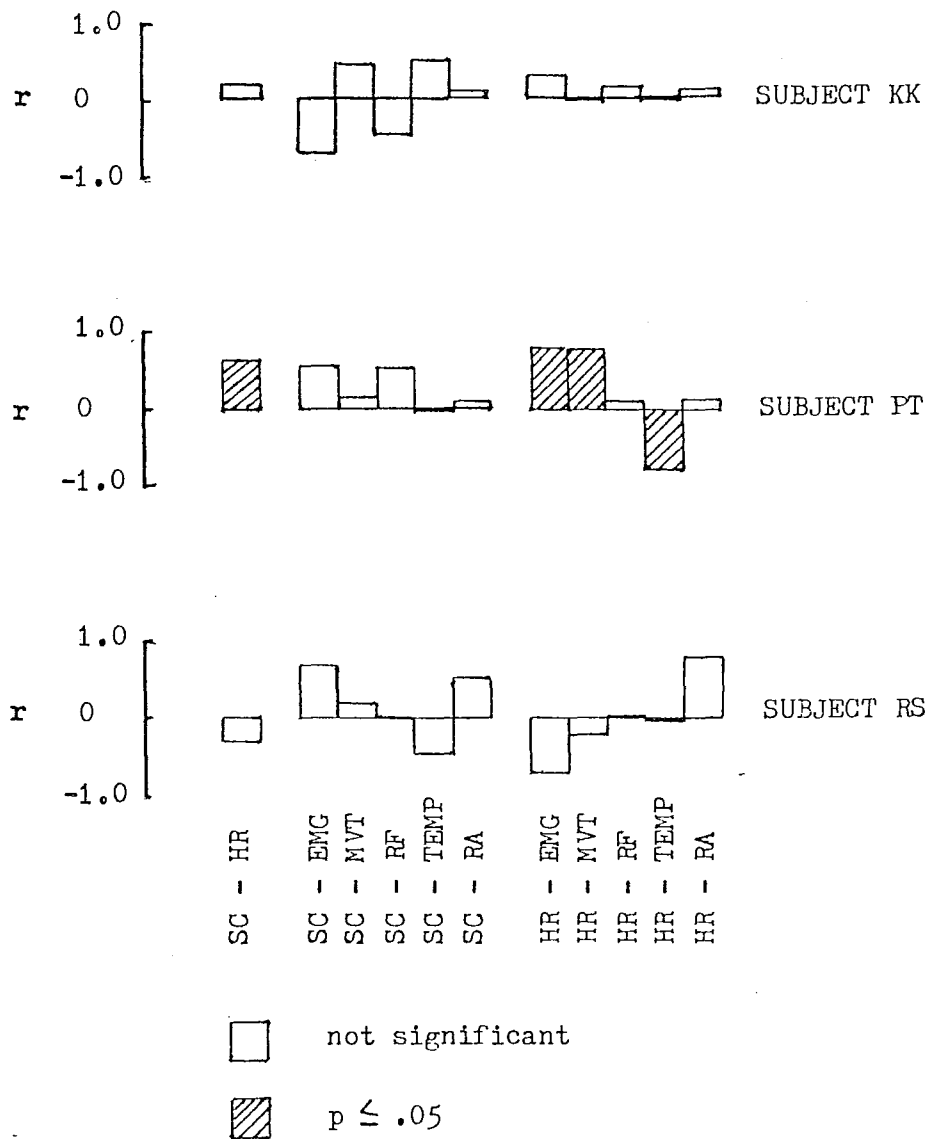 1.0
r 0 SUBJECT KK
-1.0
1.0
r 0 SUBJECT PT
-1.0
1.0
r 0 SUBJECT RS
-1.0
SC - HR
SC - EMG
SC - MVT
SC - RF
SC - TEMP
SC - RA
HR - EMG
HR - MVT
HR - RF
HR - TEMP
HR - RA
not significant
p ≤ .05